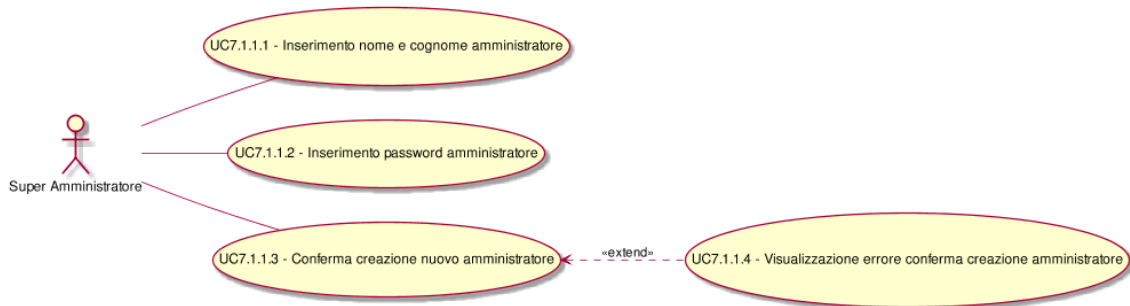 UC7.1.1.1 - Inserimento nome e cognome amministratore
UC7.1.1.2 - Inserimento password amministratore
Super Amministratore
UC7.1.1.3 - Conferma creazione nuovo amministratore
«extend»
UC7.1.1.4 - Visualizzazione errore conferma creazione amministratore